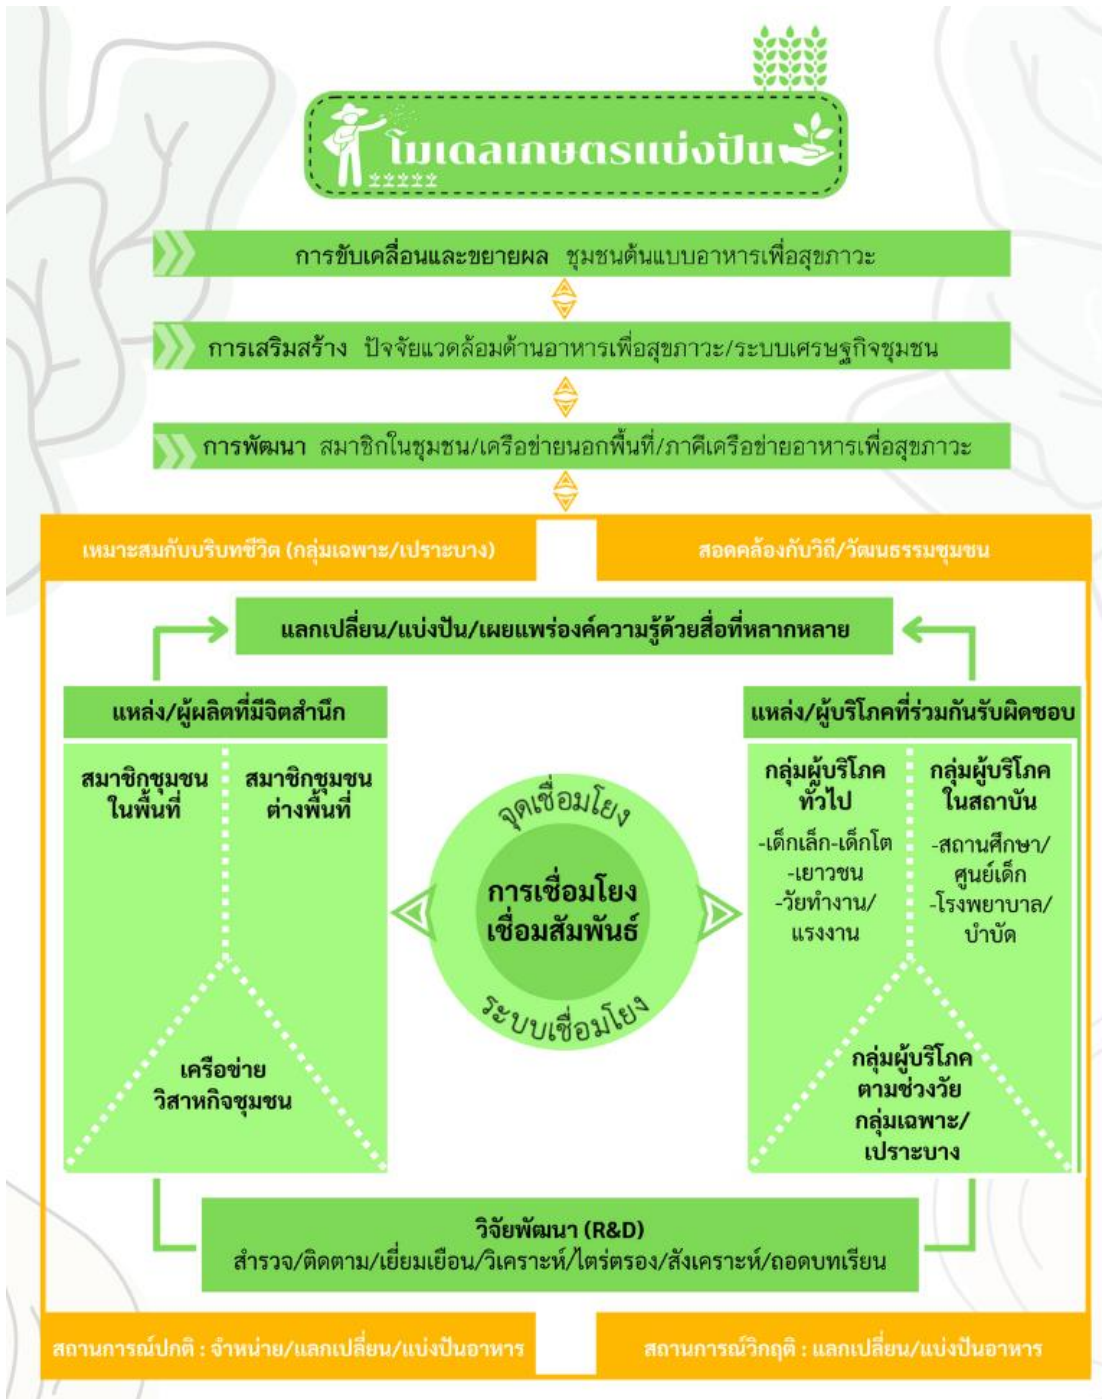 โมเดลเกษตรแบ่งปัน
การขับเคลื่อนและขยายผล ชุมชนต้นแบบอาหารเพื่อสุขภาวะ
การเสริมสร้าง ปัจจัยแวดล้อมด้านอาหารเพื่อสุขภาวะ/ระบบเศรษฐกิจชุมชน
การพัฒนา สมาชิกในชุมชน/เครือข่ายนอกพื้นที่/ภาคีเครือข่ายอาหารเพื่อสุขภาวะ
เหมาะสมกับบริบทชีวิต (กลุ่มเฉพาะ/เปราะบาง)
สอดคล้องกับวิถี/วัฒนธรรมชุมชน
แลกเปลี่ยน/แบ่งปัน/เผยแพร่องค์ความรู้ด้วยสื่อที่หลากหลาย
แหล่ง/ผู้ผลิตที่มีจิตสำนึก
สมาชิกชุมชน
ในพื้นที่
สมาชิกชุมชน
ต่างพื้นที่
เครือข่าย
วิสาหกิจชุมชน
จุดเชื่อมโยง
การเชื่อมโยง
เชื่อมสัมพันธ์
ระบบเชื่อมโยง
แหล่ง/ผู้บริโภคที่ร่วมกันรับผิดชอบ
กลุ่มผู้บริโภค
ทั่วไป
-เด็กเล็ก-เด็กโต
-เยาวชน
-วัยทำงาน/
แรงงาน
กลุ่มผู้บริโภค
ในสถาบัน
-สถานศึกษา/
ศูนย์เด็ก
-โรงพยาบาล/
บำบัด
กลุ่มผู้บริโภค
ตามช่วงวัย
กลุ่มเฉพาะ/
เปราะบาง
วิจัยพัฒนา (R&D)
สำรวจ/ติดตาม/เยี่ยมเยือน/วิเคราะห์/ไตร่ตรอง/สังเคราะห์/ถอดบทเรียน
สถานการณ์ปกติ : จำหน่าย/แลกเปลี่ยน/แบ่งปันอาหาร
สถานการณ์วิกฤติ : แลกเปลี่ยน/แบ่งปันอาหาร